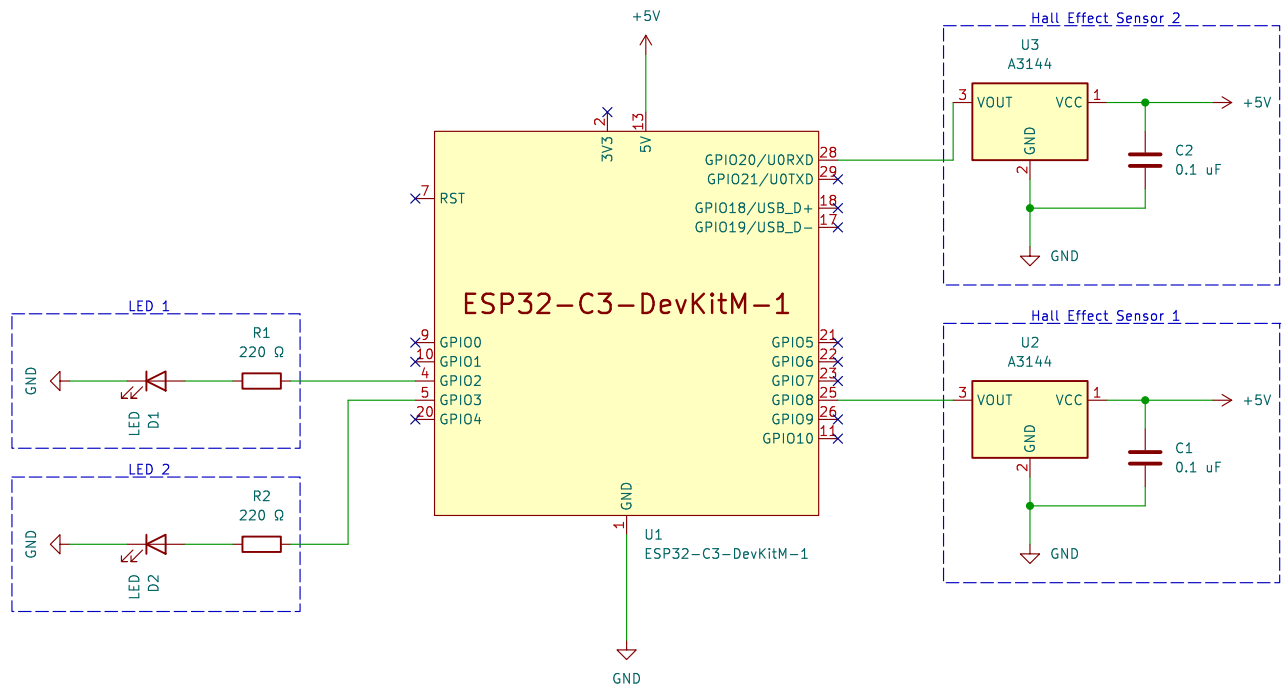 +5V
Hall Effect Sensor 2
U3
A3144
3 VOUT VCC 1
+5V
GND
2
C2
0.1 uF
GND
2
3V3
13
5V
GPIO20/U0RXD 28
GPIO21/U0TXD 29
GPIO18/USB_D+ 18
GPIO19/USB_D- 17
7 RST
ESP32-C3-DevKitM-1
9 GPIO0
10 GPIO1
4 GPIO2
5 GPIO3
20 GPIO4
GPIO5 21
GPIO6 22
GPIO7 23
GPIO8 25
GPIO9 26
GPIO10 11
GND
1
U1
ESP32-C3-DevKitM-1
GND
LED 1
R1
220 Ω
GND
LED
D1
LED 2
R2
220 Ω
GND
LED
D2
Hall Effect Sensor 1
U2
A3144
3 VOUT VCC 1
+5V
GND
2
C1
0.1 uF
GND